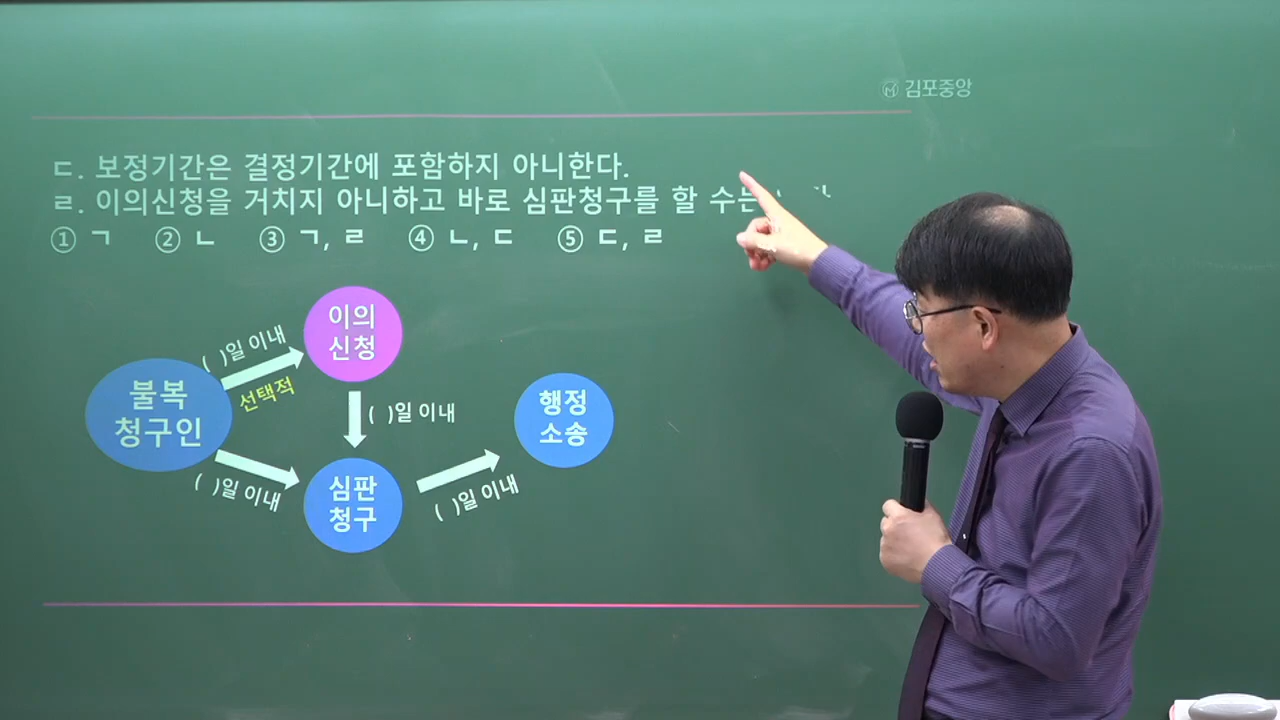 김포중앙
ㄷ. 보정기간은 결정기간에 포함하지 아니한다.
ㄹ. 이의신청을 거치지 아니하고 바로 심판청구를 할 수는
① ㄱ ② ㄴ ③ ㄱ, ㄹ ④ ㄴ, ㄷ ⑤ ㄷ, ㄹ
이의
신청
( )일 이내
선택적
불복
청구인
( )일 이내
( )일 이내
심판
청구
( )일 이내
행정
소송